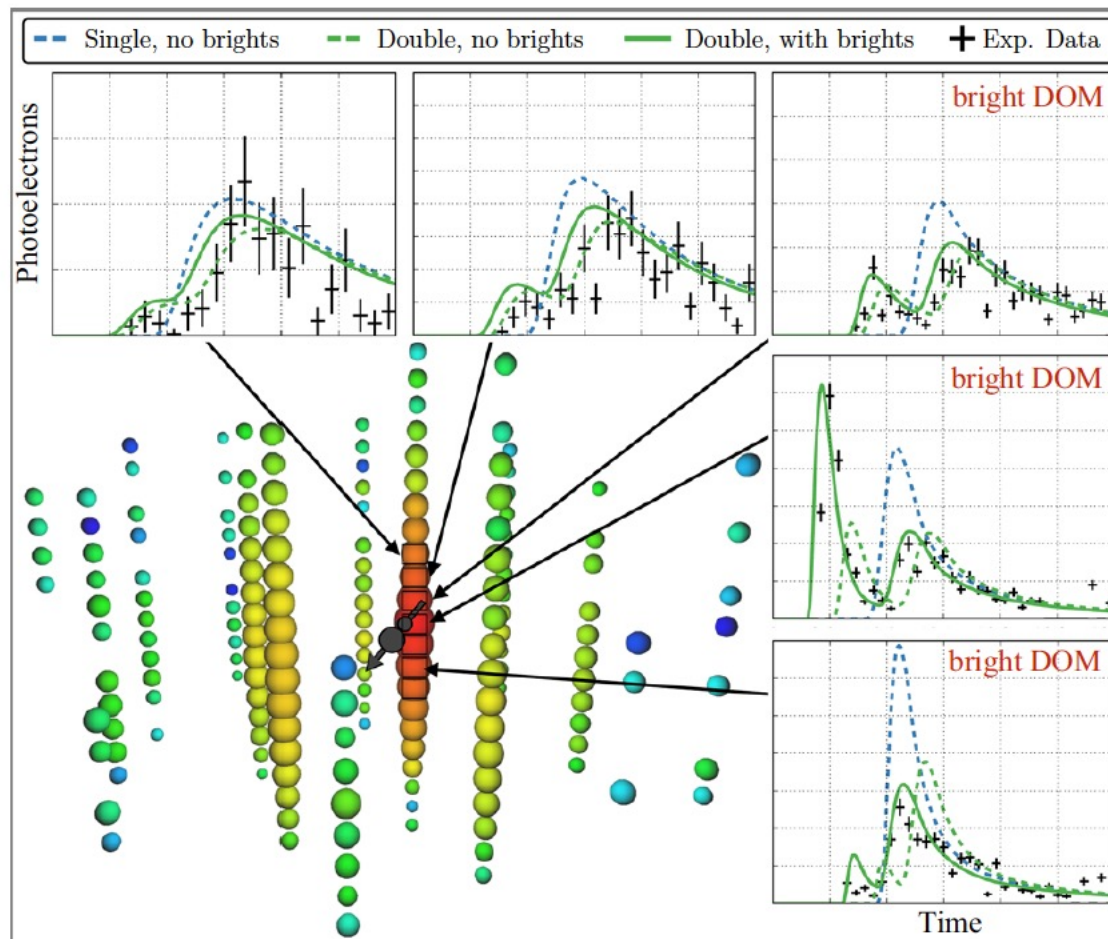 Single, no brights Double, no brights Double, with brights Exp. Data
Photoelectrons
bright DOM
bright DOM
bright DOM
Time